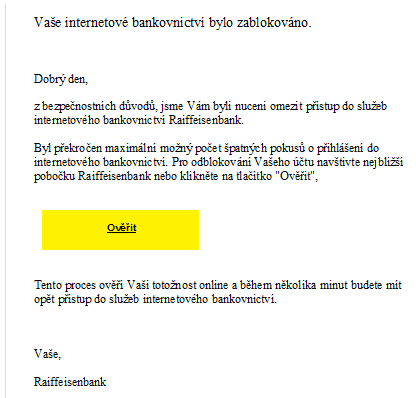 Vaše internetové bankovnictví bylo zablokováno.
Dobrý den,
z bezpečnostních důvodů, jsme Vám byli nuceni omezit přístup do služeb
internetového bankovnictví Raiffeisenbank.
Byl překročen maximální možný počet špatných pokusů o přihlášení do
internetového bankovnictví. Pro odblokování Vašeho účtu navštivte nejbližší
pobočku Raiffeisenbank nebo klikněte na tlačítko "Ověřit",
Ověřit
Tento proces ověří Vaši totožnost online a během několika minut budete mít
opět přístup do služeb internetového bankovnictví.
Vaše,
Raiffeisenbank